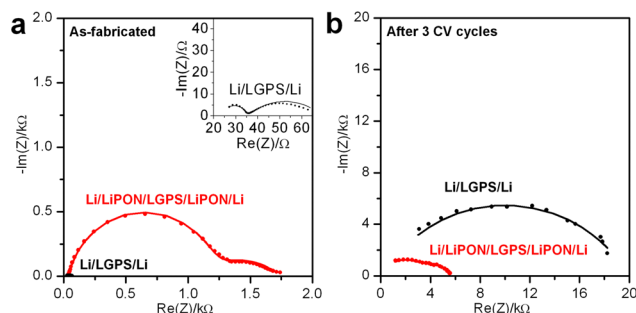 a
As-fabricated
2.0
1.5
1.0
0.5
0.0
-Im(Z)/kΩ
0.0 0.5 1.0 1.5 2.0
Re(Z)/kΩ
Li/LiPON/LGPS/LiPON/Li
Li/LGPS/Li
40
30
20
10
0
-Im(Z)/Ω
Li/LGPS/Li
20 30 40 50 60
Re(Z)/Ω
b
After 3 CV cycles
20
16
12
8
4
0
-Im(Z)/kΩ
Li/LGPS/Li
Li/LiPON/LGPS/LiPON/Li
0 4 8 12 16 20
Re(Z)/kΩ